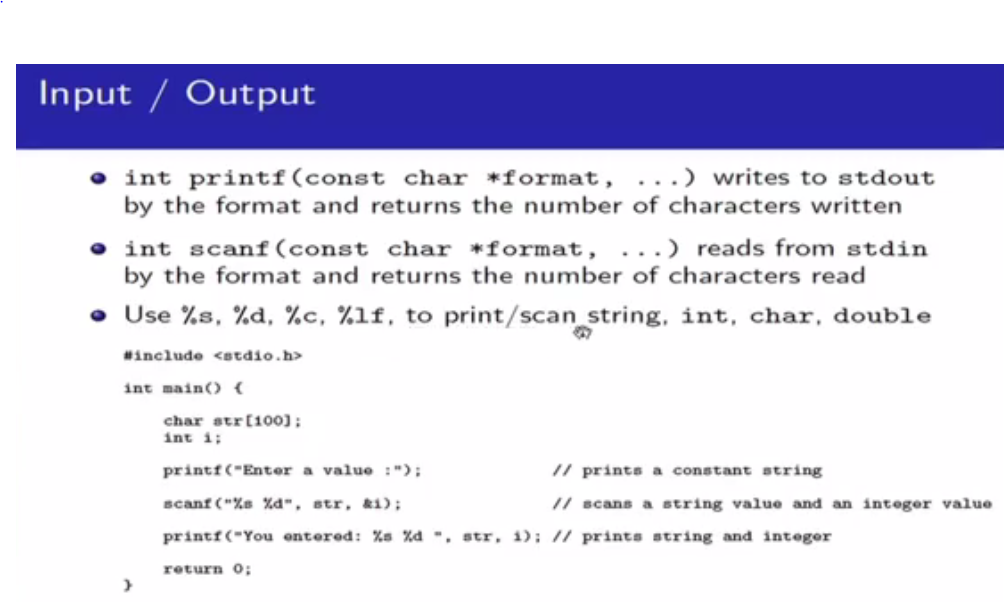 Input / Output
int printf(const char *format, ...) writes to stdout
by the format and returns the number of characters written
int scanf(const char *format, ...) reads from stdin
by the format and returns the number of characters read
Use %s, %d, %c, %lf, to print/scan string, int, char, double
#include <stdio.h>
int main() {
    char str[100];
    int i;
    printf("Enter a value :"); // prints a constant string
    scanf("%s %d", str, &i); // scans a string value and an integer value
    printf("You entered: %s %d ", str, i); // prints string and integer
    return 0;
}